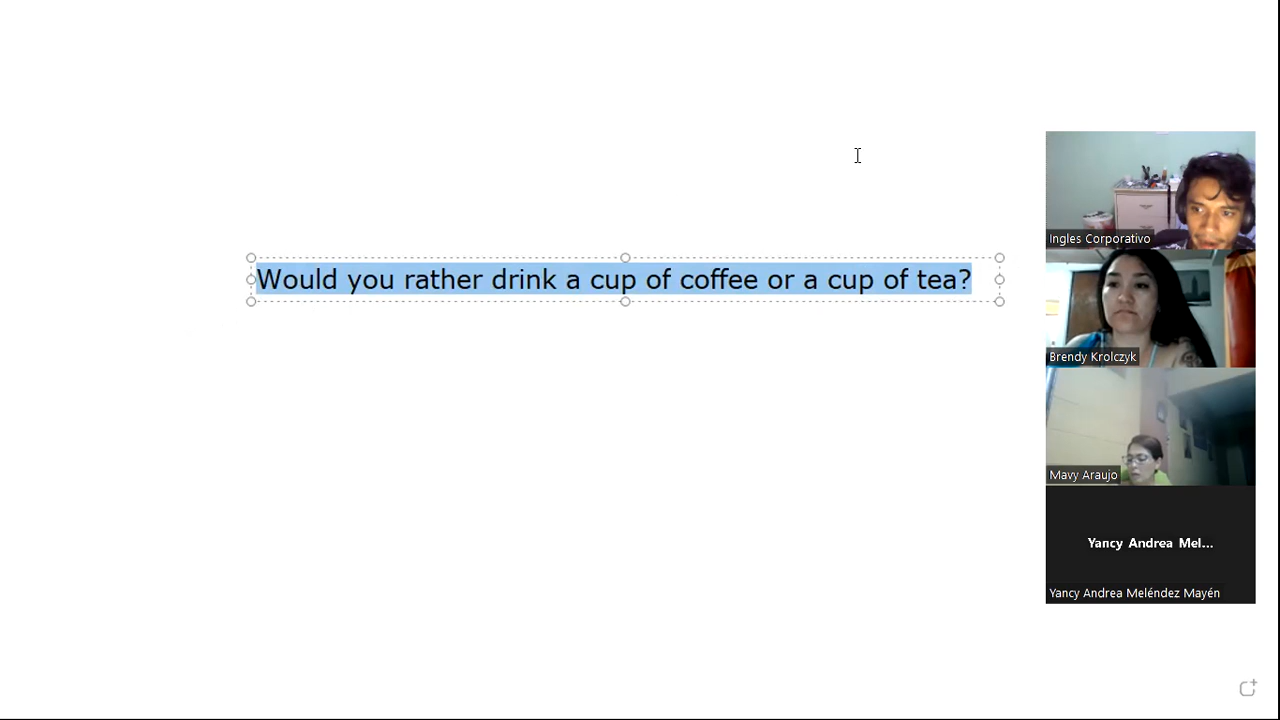 Would you rather drink a cup of coffee or a cup of tea?
Ingles Corporativo
Brendy Krolczyk
Mavy Araujo
Yancy Andrea Mel...
Yancy Andrea Meléndez Mayén